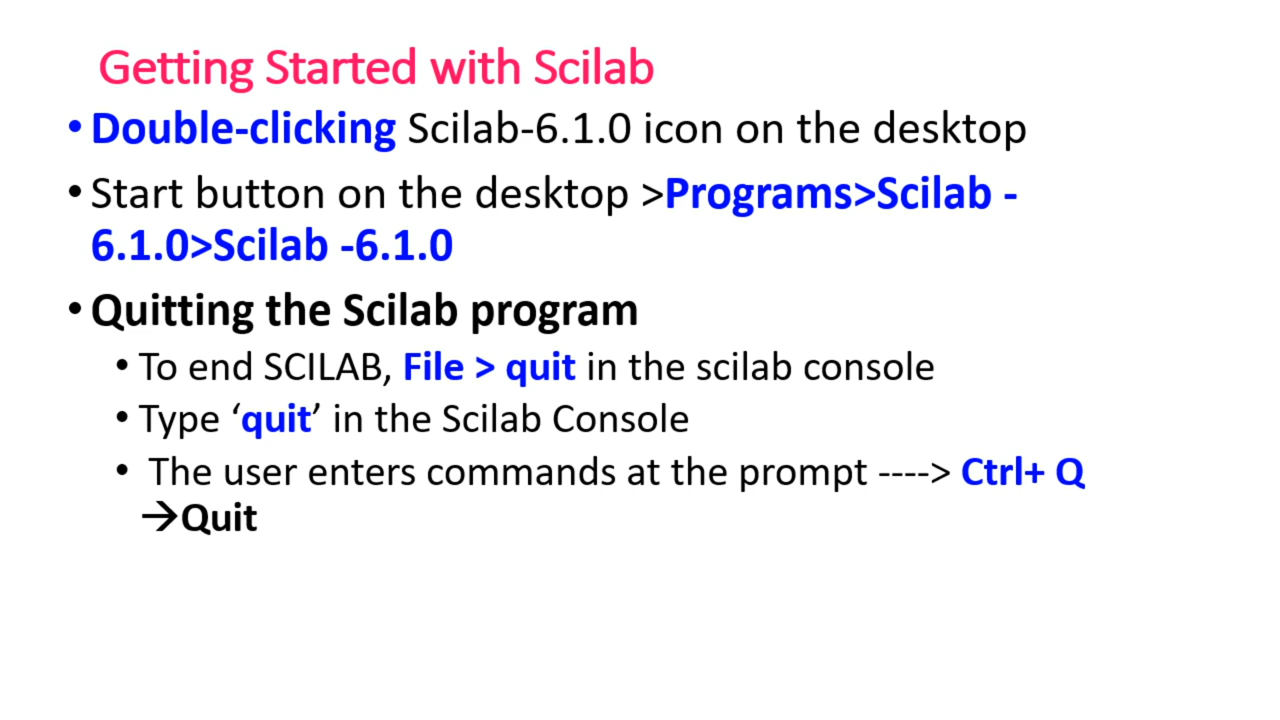 Getting Started with Scilab
• Double-clicking Scilab-6.1.0 icon on the desktop
• Start button on the desktop >Programs>Scilab -
6.1.0>Scilab -6.1.0
• Quitting the Scilab program
• To end SCILAB, File > quit in the scilab console
• Type ‘quit’ in the Scilab Console
• The user enters commands at the prompt ----> Ctrl+ Q
→Quit